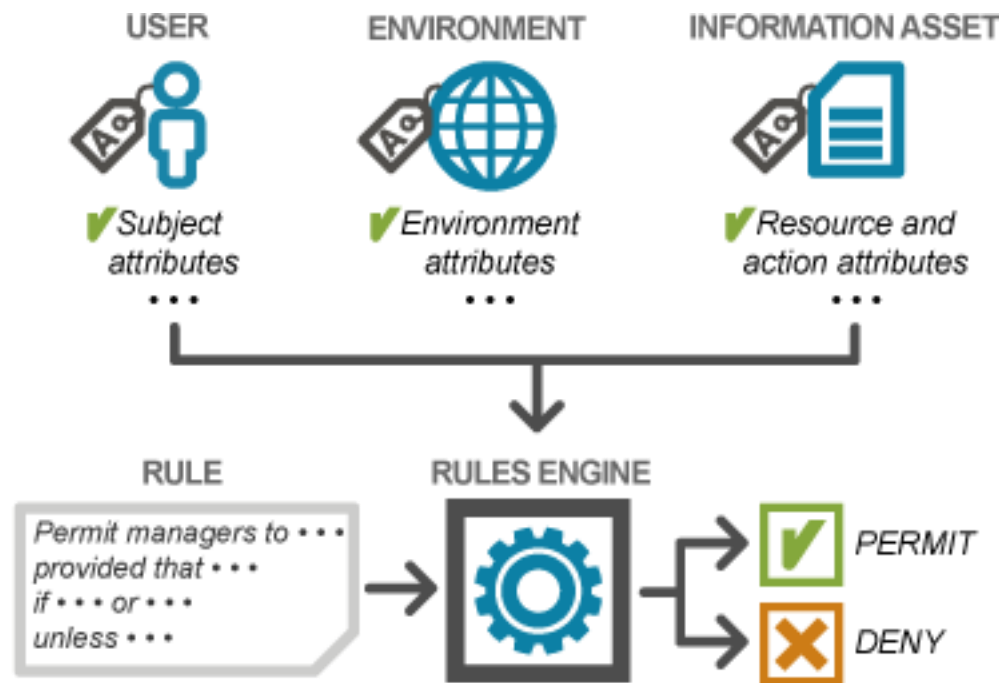 USER
ENVIRONMENT
INFORMATION ASSET
A
A
A
Subject
attributes
• • •
Environment
attributes
• • •
Resource and
action attributes
• • •
RULE
Permit managers to • • •
provided that • • •
if • • • or • • •
unless • • •
RULES ENGINE
PERMIT
DENY